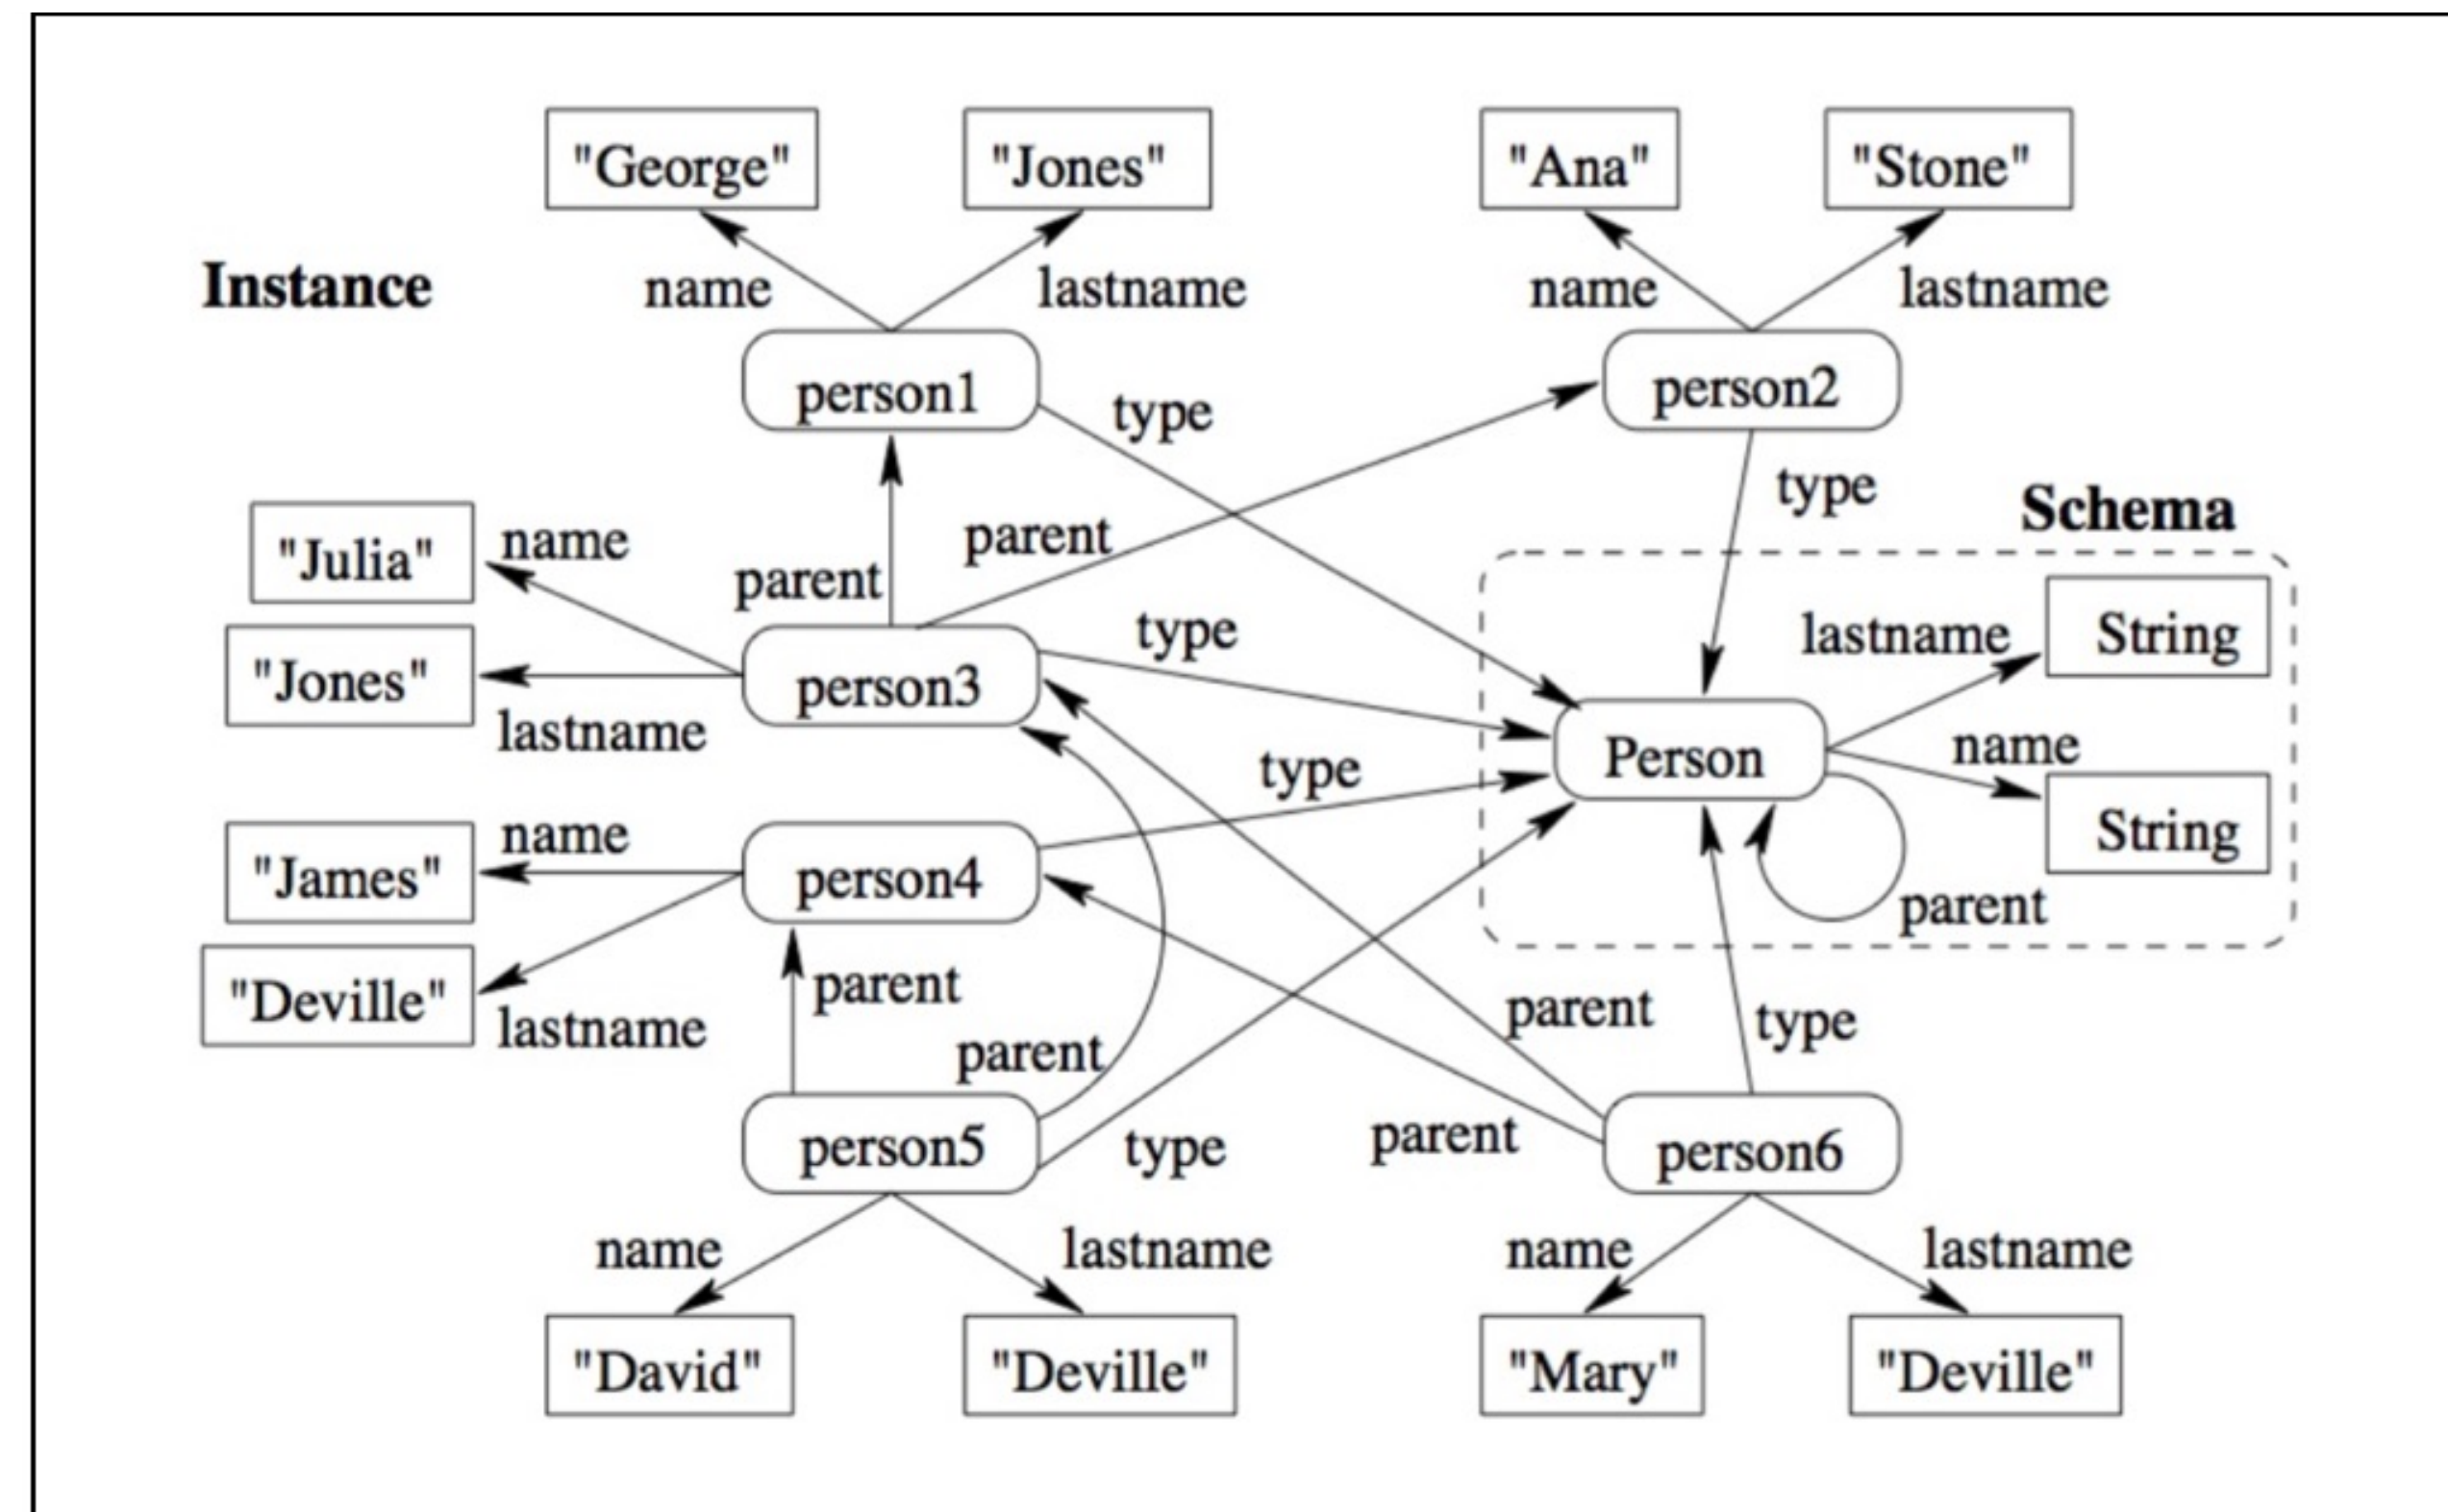 "George" "Jones" "Ana" "Stone"
Instance name lastname name lastname
person1 person2
type
type
Schema
"Julia" name parent parent
type lastname String
"Jones" person3
lastname
name
type Person
"James" name person4 String
parent
"Deville" lastname parent
parent parent type
person5 type parent person6
name lastname name lastname
"David" "Deville" "Mary" "Deville"